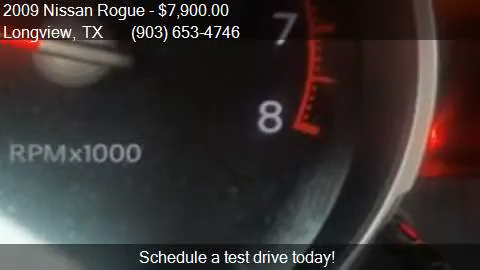 2009 Nissan Rogue - $7,900.00
Longview, TX (903) 653-4746
7
8
RPMx1000
Schedule a test drive today!